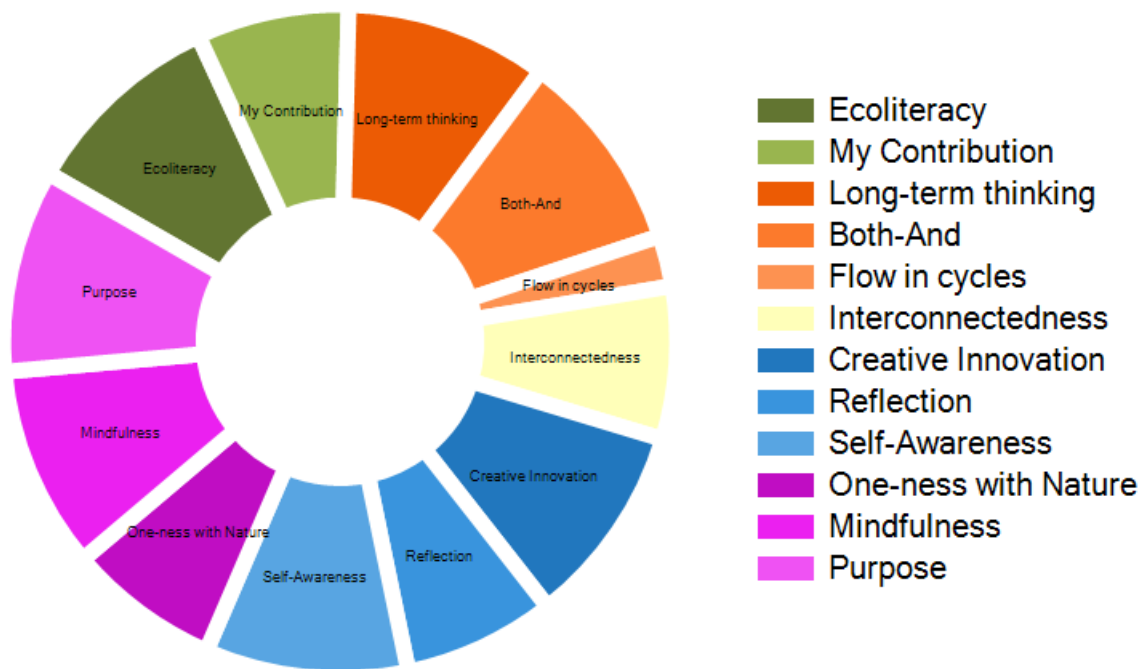 My Contribution
Long-term thinking
Ecoliteracy
Both-And
Flow in cycles
Purpose
Interconnectedness
Mindfulness
Creative Innovation
One-ness with Nature
Reflection
Self-Awareness
Ecoliteracy
My Contribution
Long-term thinking
Both-And
Flow in cycles
Interconnectedness
Creative Innovation
Reflection
Self-Awareness
One-ness with Nature
Mindfulness
Purpose